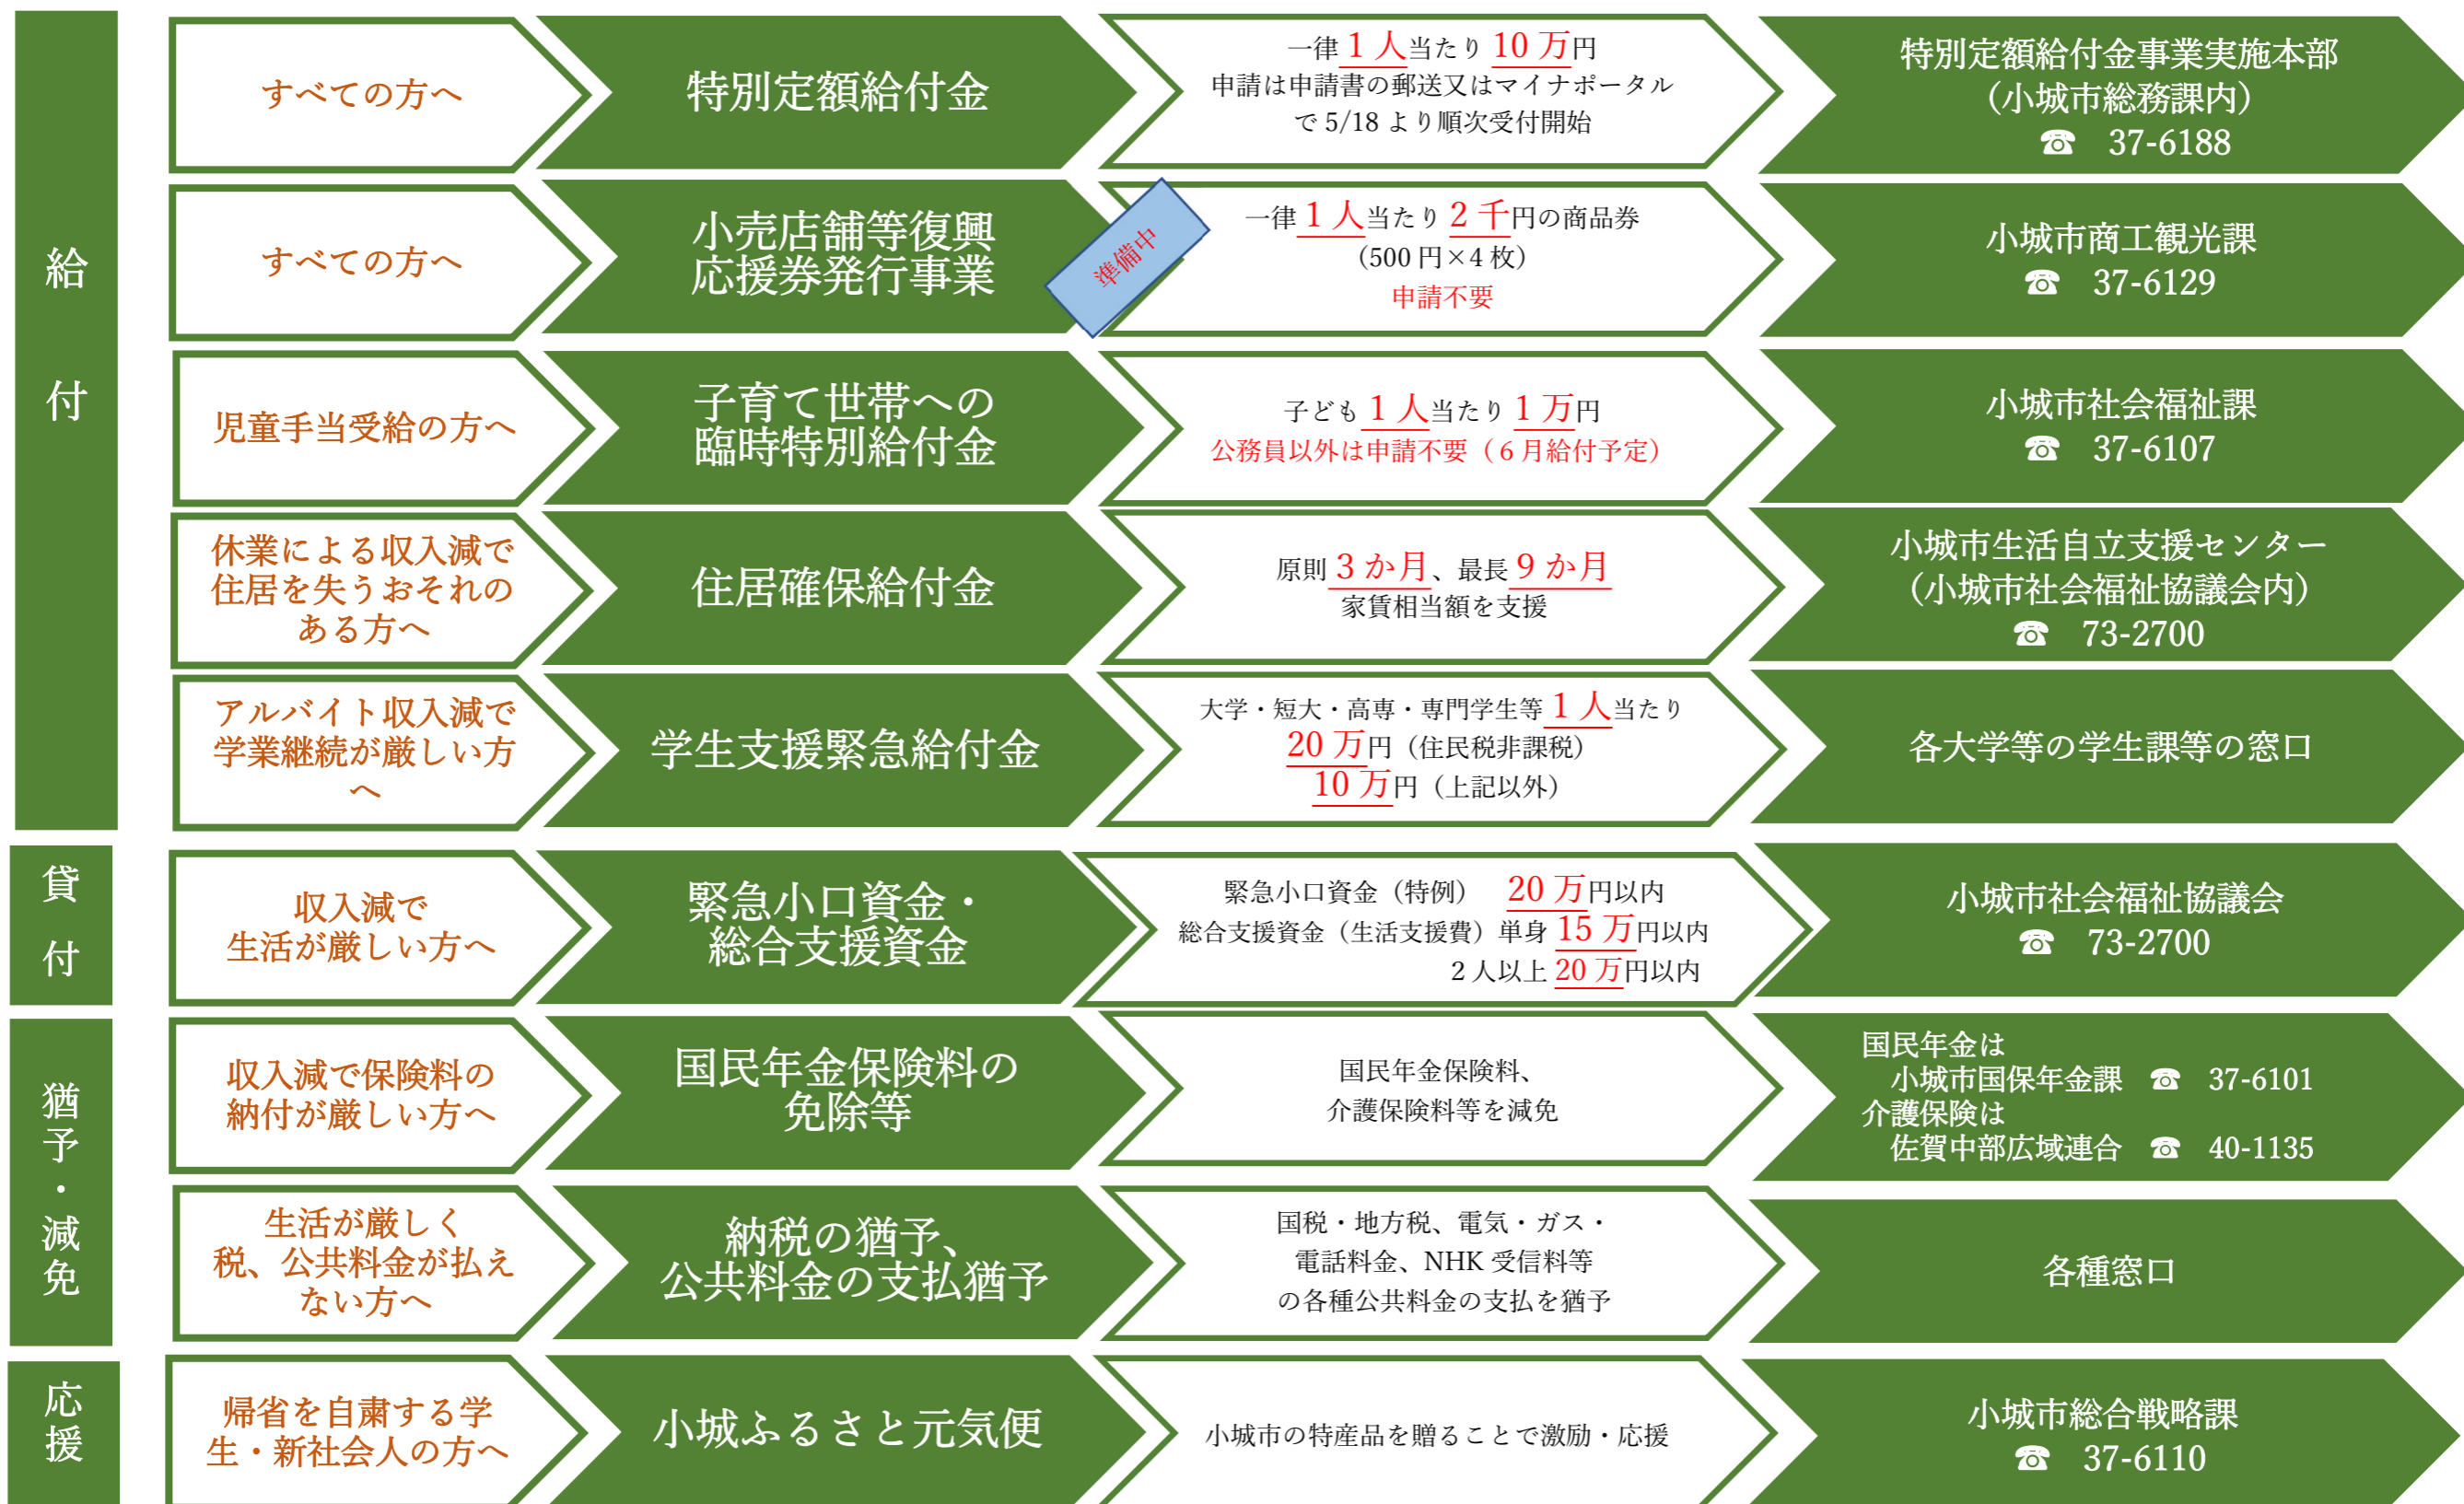 給付
すべての方へ
特別定額給付金
一律 1 人当たり 10 万円
申請は申請書の郵送又はマイナポータル
で 5/18 より順次受付開始
特別定額給付金事業実施本部
（小城市総務課内）
☎ 37-6188
すべての方へ
小売店舗等復興
応援券発行事業
準備中
一律 1 人当たり 2 千円の商品券
（500 円×4 枚）
申請不要
小城市商工観光課
☎ 37-6129
児童手当受給の方へ
子育て世帯への
臨時特別給付金
子ども 1 人当たり 1 万円
公務員以外は申請不要（６月給付予定）
小城市社会福祉課
☎ 37-6107
休業による収入減で
住居を失うおそれの
ある方へ
住居確保給付金
原則 3 か月、最長 9 か月
家賃相当額を支援
小城市生活自立支援センター
（小城市社会福祉協議会内）
☎ 73-2700
アルバイト収入減で
学業継続が厳しい方
へ
学生支援緊急給付金
大学・短大・高専・専門学生等 1 人当たり
20 万円（住民税非課税）
10 万円（上記以外）
各大学等の学生課等の窓口
貸付
収入減で
生活が厳しい方へ
緊急小口資金・
総合支援資金
緊急小口資金（特例） 20 万円以内
総合支援資金（生活支援費）単身 15 万円以内
2 人以上 20 万円以内
小城市社会福祉協議会
☎ 73-2700
猶予・減免
収入減で保険料の
納付が厳しい方へ
国民年金保険料の
免除等
国民年金保険料、
介護保険料等を減免
国民年金は
小城市国保年金課 ☎ 37-6101
介護保険は
佐賀中部広域連合 ☎ 40-1135
生活が厳しく
税、公共料金が払え
ない方へ
納税の猶予、
公共料金の支払猶予
国税・地方税、電気・ガス・
電話料金、NHK 受信料等
の各種公共料金の支払を猶予
各種窓口
応援
帰省を自粛する学
生・新社会人の方へ
小城ふるさと元気便
小城市の特産品を贈ることで激励・応援
小城市総合戦略課
☎ 37-6110